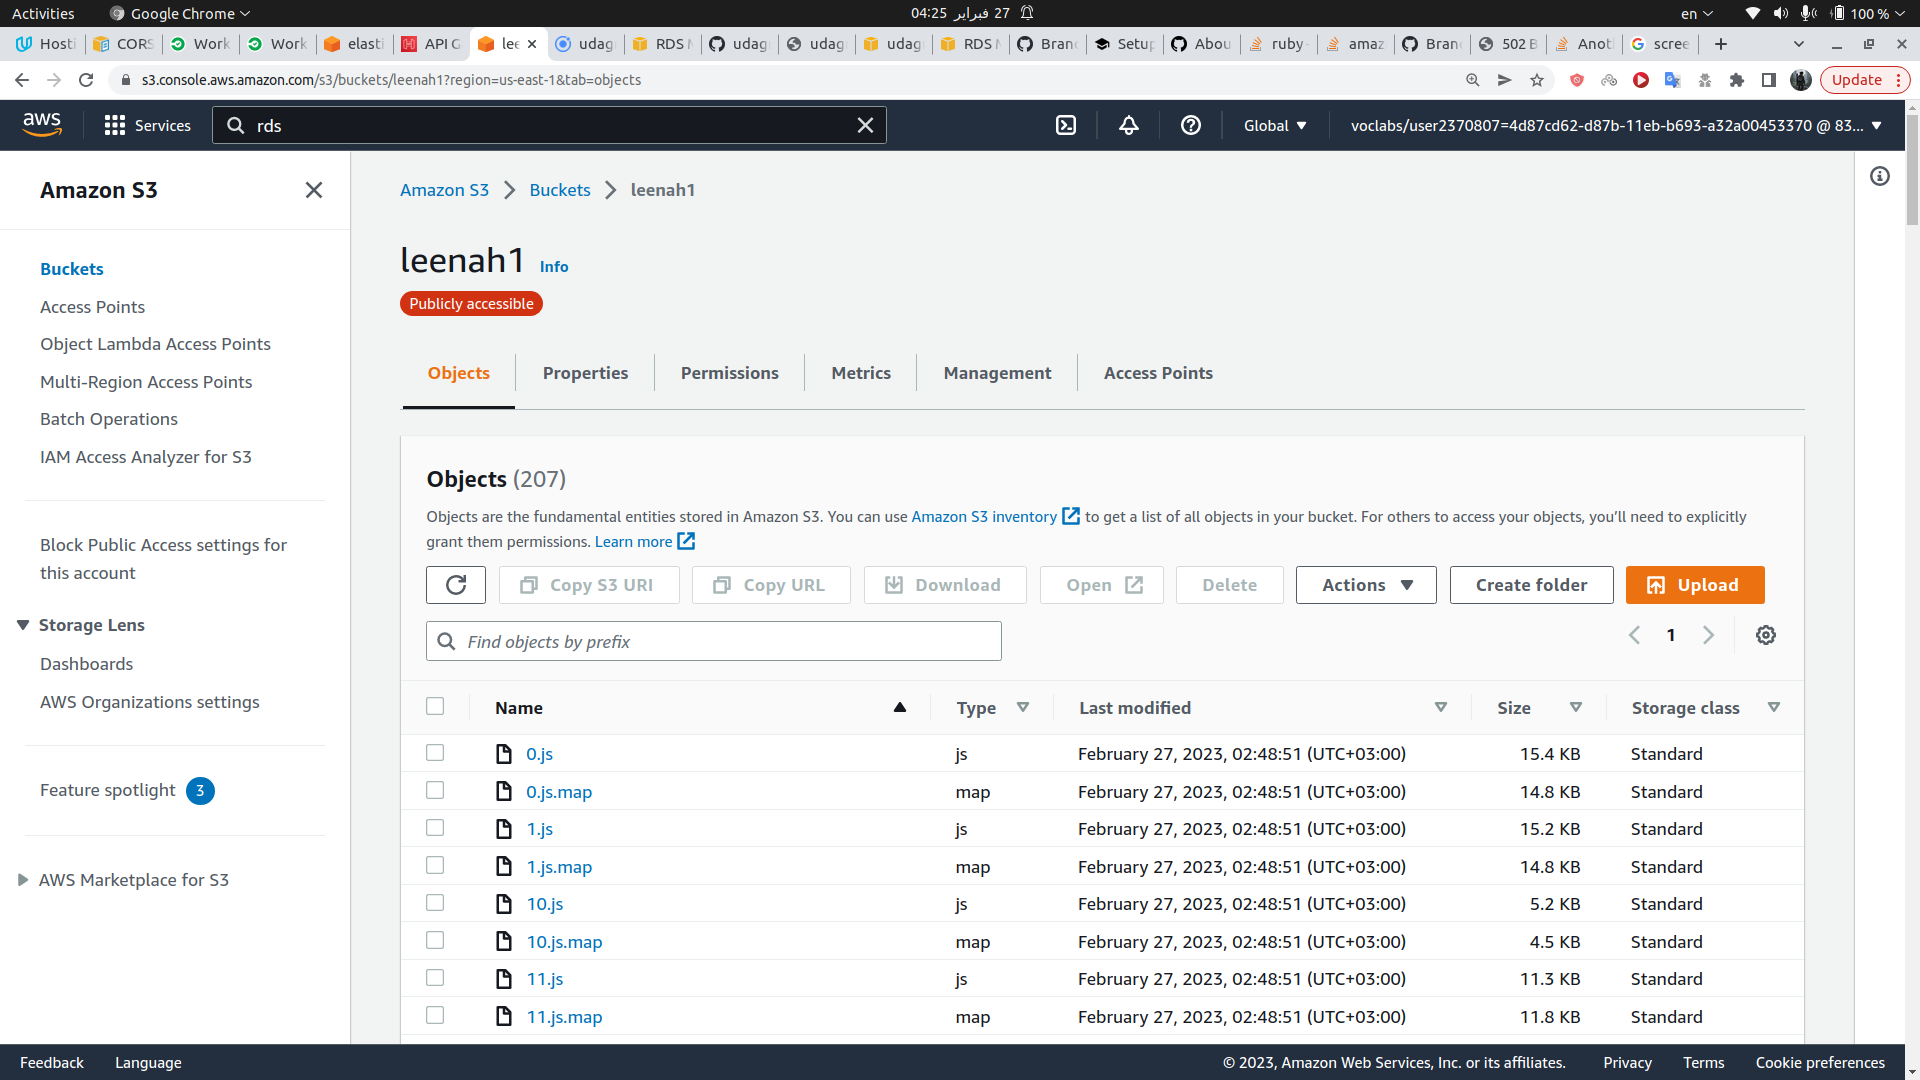 Activities
Google Chrome
27 فبراير 04:25
en
100 %
Hosti
CORS
Work
Work
elasti
API G
lee
udag
RDS M
udag
udag
udag
RDS M
Branc
Setup
Abou
ruby-
amaz
Branc
502 B
Anot
scree
s3.console.aws.amazon.com/s3/buckets/leenah1?region=us-east-1&tab=objects
Update
aws
Services
rds
Global
voclabs/user2370807=4d87cd62-d87b-11eb-b693-a32a00453370 @ 83...
Amazon S3
Buckets
Access Points
Object Lambda Access Points
Multi-Region Access Points
Batch Operations
IAM Access Analyzer for S3
Block Public Access settings for
this account
Storage Lens
Dashboards
AWS Organizations settings
Feature spotlight 3
AWS Marketplace for S3
Amazon S3 > Buckets > leenah1
leenah1 Info
Publicly accessible
Objects
Properties
Permissions
Metrics
Management
Access Points
Objects (207)
Objects are the fundamental entities stored in Amazon S3. You can use Amazon S3 inventory to get a list of all objects in your bucket. For others to access your objects, you’ll need to explicitly
grant them permissions. Learn more
Copy S3 URI
Copy URL
Download
Open
Delete
Actions
Create folder
Upload
Find objects by prefix
1
Name Type Last modified Size Storage class
0.js js February 27, 2023, 02:48:51 (UTC+03:00) 15.4 KB Standard
0.js.map map February 27, 2023, 02:48:51 (UTC+03:00) 14.8 KB Standard
1.js js February 27, 2023, 02:48:51 (UTC+03:00) 15.2 KB Standard
1.js.map map February 27, 2023, 02:48:51 (UTC+03:00) 14.8 KB Standard
10.js js February 27, 2023, 02:48:51 (UTC+03:00) 5.2 KB Standard
10.js.map map February 27, 2023, 02:48:51 (UTC+03:00) 4.5 KB Standard
11.js js February 27, 2023, 02:48:51 (UTC+03:00) 11.3 KB Standard
11.js.map map February 27, 2023, 02:48:51 (UTC+03:00) 11.8 KB Standard
Feedback
Language
© 2023, Amazon Web Services, Inc. or its affiliates.
Privacy
Terms
Cookie preferences